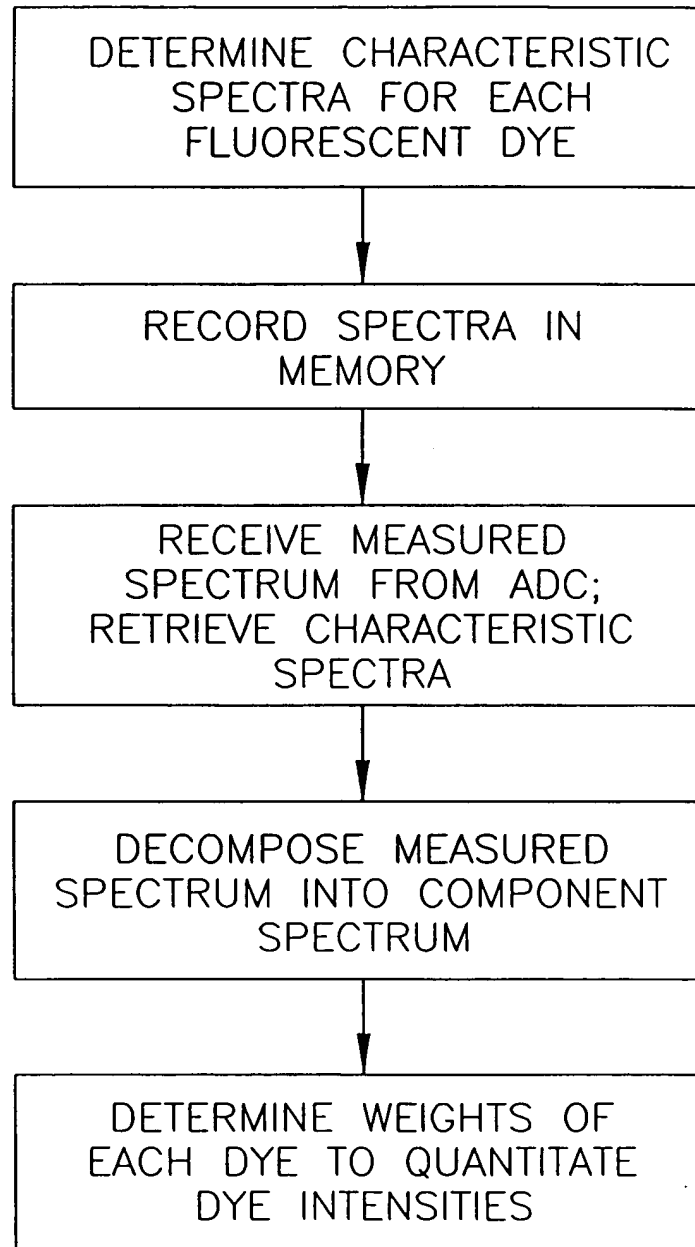 DETERMINE CHARACTERISTIC
SPECTRA FOR EACH
FLUORESCENT DYE
RECORD SPECTRA IN
MEMORY
RECEIVE MEASURED
SPECTRUM FROM ADC;
RETRIEVE CHARACTERISTIC
SPECTRA
DECOMPOSE MEASURED
SPECTRUM INTO COMPONENT
SPECTRUM
DETERMINE WEIGHTS OF
EACH DYE TO QUANTITATE
DYE INTENSITIES